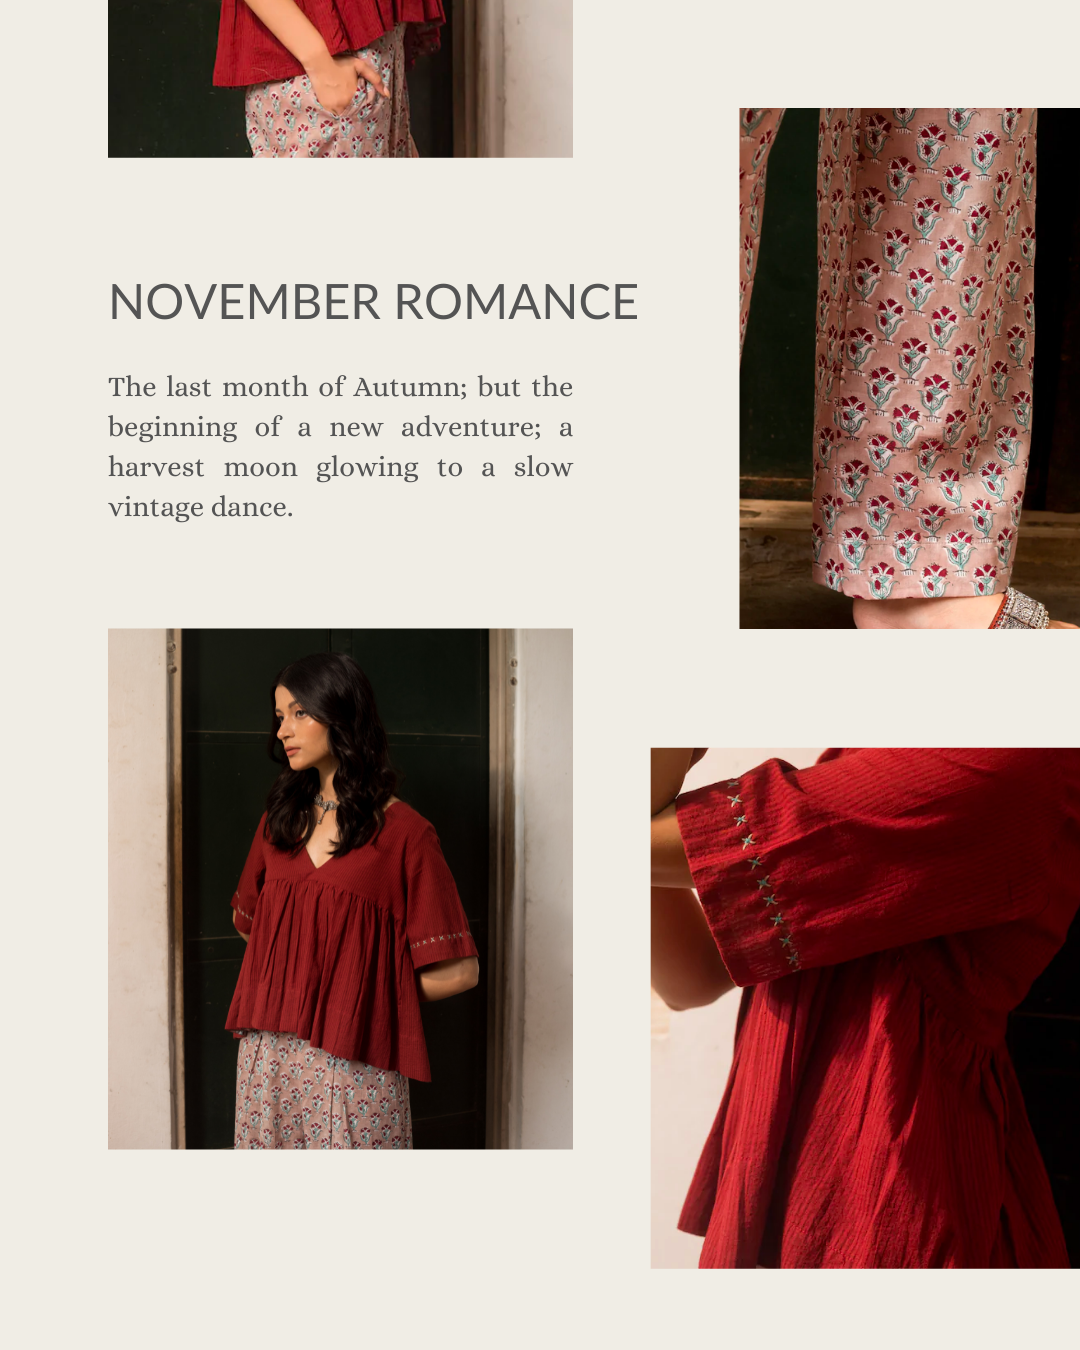 NOVEMBER ROMANCE
The last month of Autumn; but the
beginning of a new adventure; a
harvest moon glowing to a slow
vintage dance.